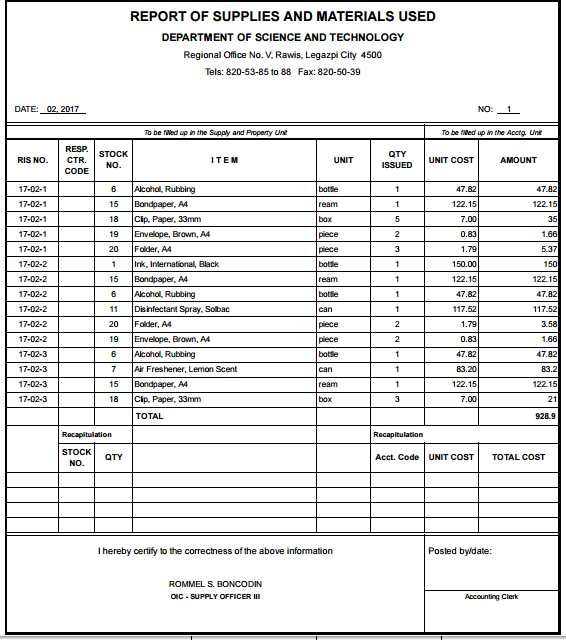 REPORT OF SUPPLIES AND MATERIALS USED
DEPARTMENT OF SCIENCE AND TECHNOLOGY
Regional Office No. V, Rawis, Legazpi City 4500
Tels: 820-53-85 to 88 Fax: 820-50-39
DATE: 02, 2017 NO: 1
To be filled up in the Supply and Property Unit To be filled up in the Acctg. Unit
RIS NO. RESP. CTR. CODE STOCK NO. I T E M UNIT QTY ISSUED UNIT COST AMOUNT
17-02-1 6 Alcohol, Rubbing bottle 1 47.82 47.82
17-02-1 15 Bondpaper, A4 ream 1 122.15 122.15
17-02-1 18 Clip, Paper, 33mm box 5 7.00 35
17-02-1 19 Envelope, Brown, A4 piece 2 0.83 1.66
17-02-1 20 Folder, A4 piece 3 1.79 5.37
17-02-2 1 Ink, International, Black bottle 1 150.00 150
17-02-2 15 Bondpaper, A4 ream 1 122.15 122.15
17-02-2 6 Alcohol, Rubbing bottle 1 47.82 47.82
17-02-2 11 Disinfectant Spray, Solbac can 1 117.52 117.52
17-02-2 20 Folder, A4 piece 2 1.79 3.58
17-02-2 19 Envelope, Brown, A4 piece 2 0.83 1.66
17-02-3 6 Alcohol, Rubbing bottle 1 47.82 47.82
17-02-3 7 Air Freshener, Lemon Scent can 1 83.20 83.2
17-02-3 15 Bondpaper, A4 ream 1 122.15 122.15
17-02-3 18 Clip, Paper, 33mm box 3 7.00 21
TOTAL 928.9
Recapitulation Recapitulation
STOCK NO. QTY Acct. Code UNIT COST TOTAL COST
I hereby certify to the correctness of the above information Posted by/date:
ROMMEL S. BONCODIN
OIC - SUPPLY OFFICER III Accounting Clerk